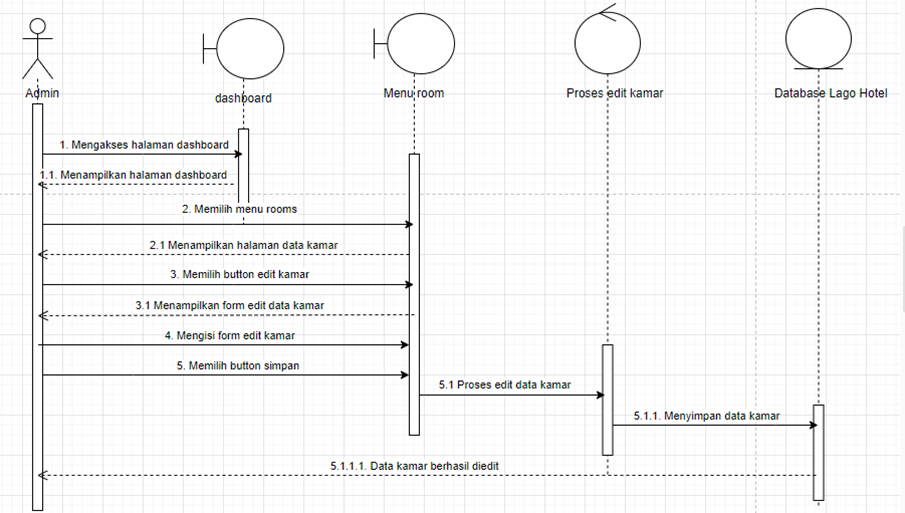 Admin
dashboard
Menu room
Proses edit kamar
Database Lago Hotel
1. Mengakses halaman dashboard
1.1. Menampilkan halaman dashboard
2. Memilih menu rooms
2.1 Menampilkan halaman data kamar
3. Memilih button edit kamar
3.1 Menampilkan form edit data kamar
4. Mengisi form edit kamar
5. Memilih button simpan
5.1 Proses edit data kamar
5.1.1. Menyimpan data kamar
5.1.1.1. Data kamar berhasil diedit